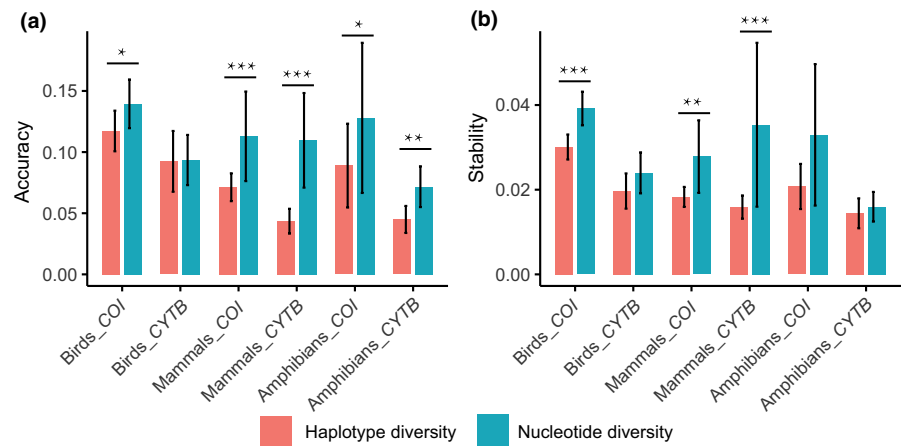 (a)
Accuracy
0.15
0.10
0.05
0.00
*
***
***
*
**
Birds_COI
Birds_CYTB
Mammals_COI
Mammals_CYTB
Amphibians_COI
Amphibians_CYTB
(b)
Stability
0.04
0.02
0.00
***
**
***
Birds_COI
Birds_CYTB
Mammals_COI
Mammals_CYTB
Amphibians_COI
Amphibians_CYTB
Haplotype diversity
Nucleotide diversity